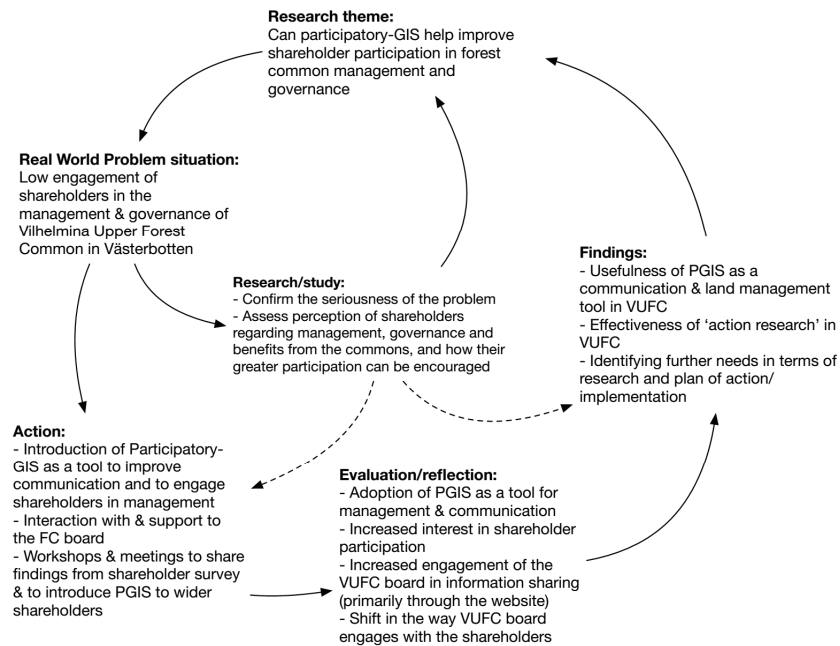 Research theme:
Can participatory-GIS help improve
shareholder participation in forest
common management and
governance
Real World Problem situation:
Low engagement of
shareholders in the
management & governance of
Vilhelmina Upper Forest
Common in Västerbotten
Research/study:
- Confirm the seriousness of the problem
- Assess perception of shareholders
regarding management, governance and
benefits from the commons, and how their
greater participation can be encouraged
Findings:
- Usefulness of PGIS as a
communication & land management
tool in VUFC
- Effectiveness of ‘action research’ in
VUFC
- Identifying further needs in terms of
research and plan of action/
implementation
Action:
- Introduction of Participatory-
GIS as a tool to improve
communication and to engage
shareholders in management
- Interaction with & support to
the FC board
- Workshops & meetings to share
findings from shareholder survey
& to introduce PGIS to wider
shareholders
Evaluation/reflection:
- Adoption of PGIS as a tool for
management & communication
- Increased interest in shareholder
participation
- Increased engagement of the
VUFC board in information sharing
(primarily through the website)
- Shift in the way VUFC board
engages with the shareholders